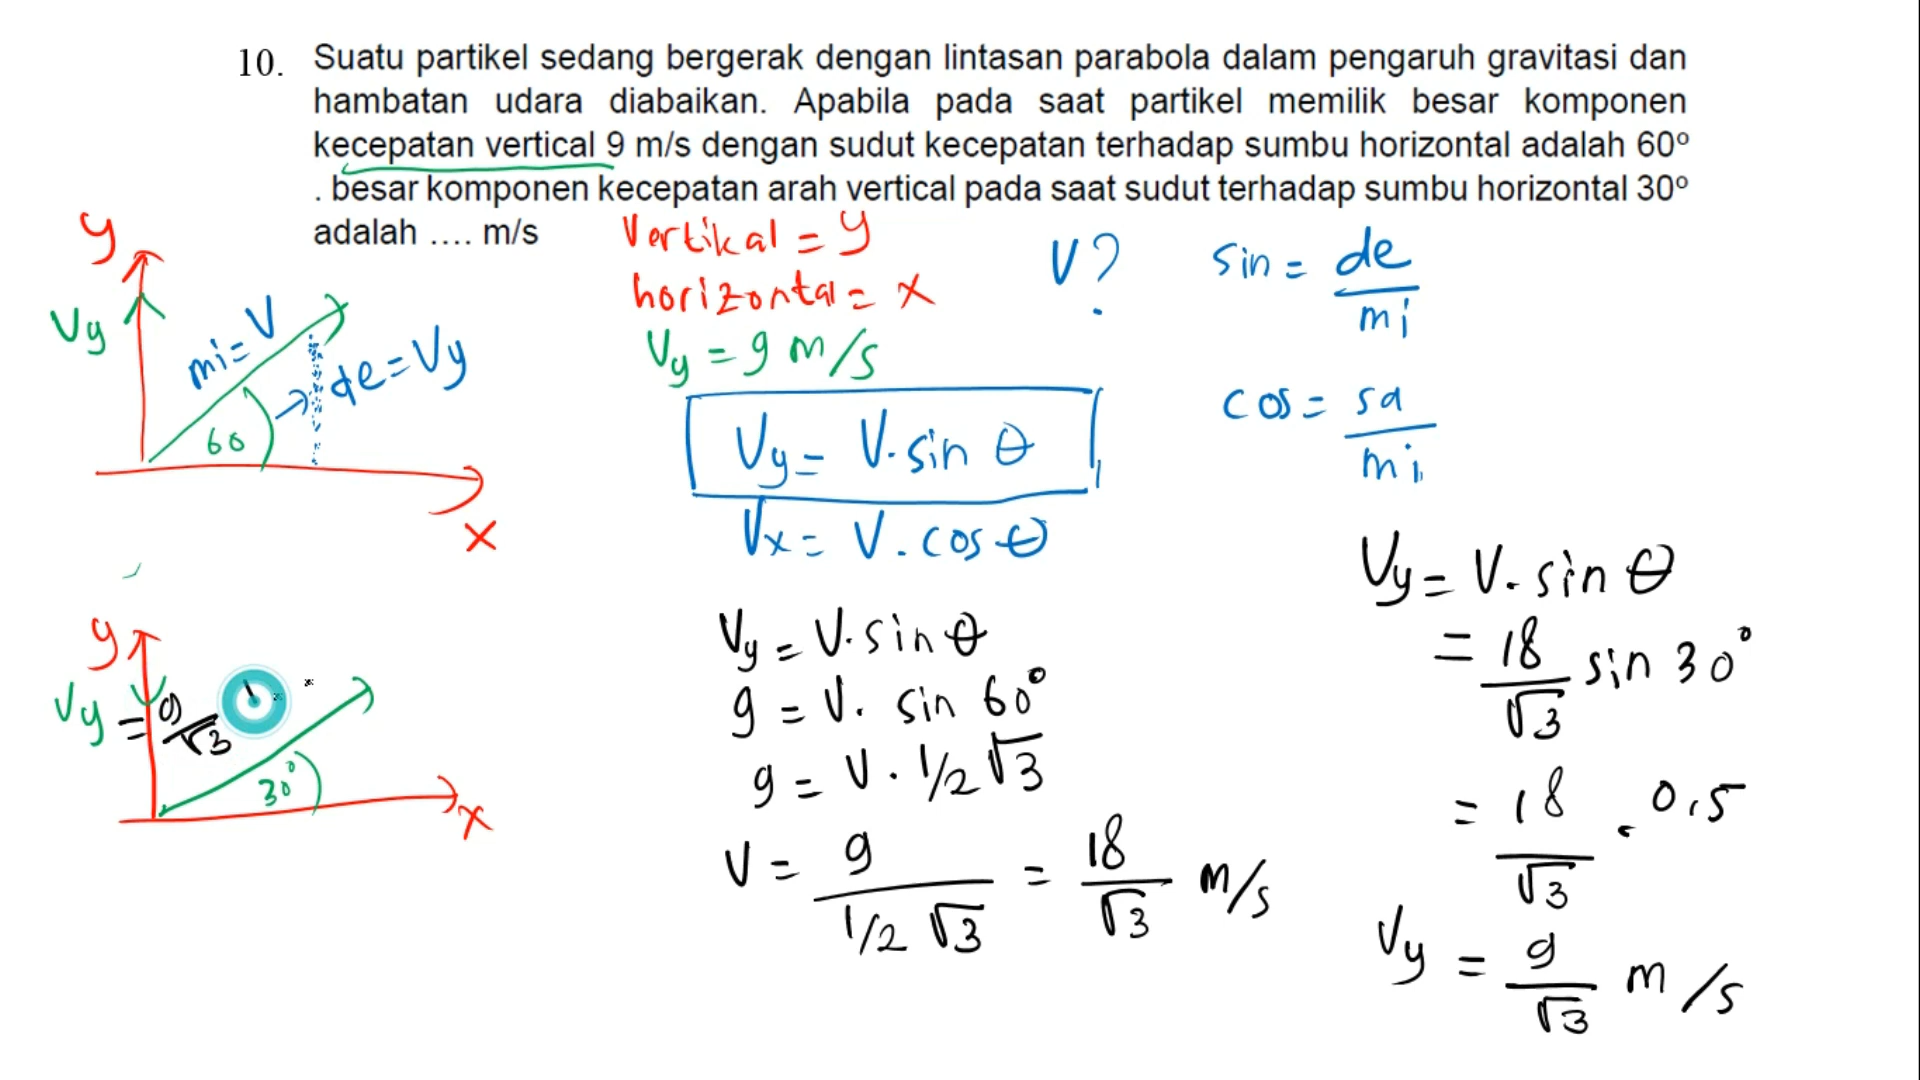 10. Suatu partikel sedang bergerak dengan lintasan parabola dalam pengaruh gravitasi dan
hambatan udara diabaikan. Apabila pada saat partikel memilik besar komponen
kecepatan vertical 9 m/s dengan sudut kecepatan terhadap sumbu horizontal adalah 60⁰
. besar komponen kecepatan arah vertical pada saat sudut terhadap sumbu horizontal 30⁰
adalah .... m/s
Vertikal = y
horizontal = x
Vy = 9 m/s
V?
sin = de/mi
cos = sa/mi
y
Vy
mi = V
de = Vy
60
x
Vy = V. sin θ
Vx = V. cos θ
Vy = V. sin θ
9 = V. sin 60°
9 = V. 1/2 √3
V = 9 / (1/2 √3) = 18/√3 m/s
Vy = V. sin θ
= 18/√3 sin 30°
= 18/√3 . 0,5
Vy = 9/√3 m/s
y
Vy = 9/√3
30°
x